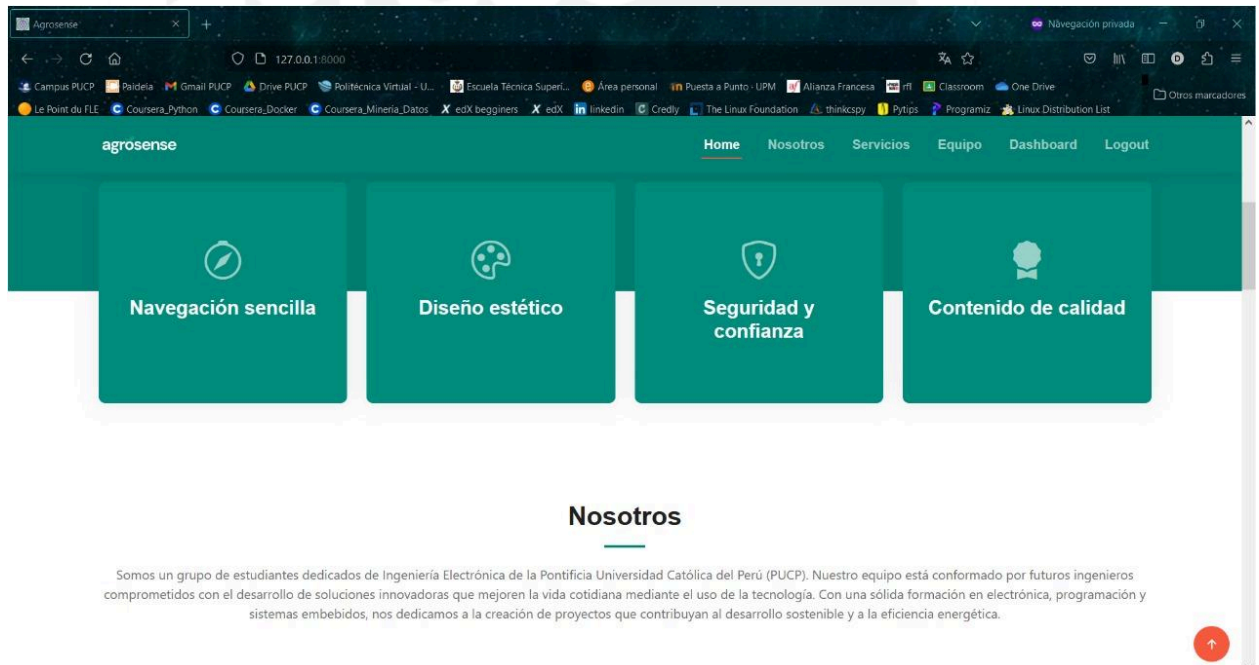 Agrosense
Navegación privada
127.0.0.1:8000
Campus PUCP Paideia Gmail PUCP Drive PUCP Politécnica Virtual - U... Escuela Técnica Superi... Área personal Puesta a Punto - UPM Alianza Francesa rfl Classroom One Drive Otros marcadores
Le Point du FLE Coursera_Python Coursera_Docker Coursera_Mineria_Datos edX begginers edX linkedin Credly The Linux Foundation thinkcspy Pytips Programiz Linux Distribution List
agrosense Home Nosotros Servicios Equipo Dashboard Logout
Navegación sencilla
Diseño estético
Seguridad y
confianza
Contenido de calidad
Nosotros
Somos un grupo de estudiantes dedicados de Ingeniería Electrónica de la Pontificia Universidad Católica del Perú (PUCP). Nuestro equipo está conformado por futuros ingenieros
comprometidos con el desarrollo de soluciones innovadoras que mejoren la vida cotidiana mediante el uso de la tecnología. Con una sólida formación en electrónica, programación y
sistemas embebidos, nos dedicamos a la creación de proyectos que contribuyan al desarrollo sostenible y a la eficiencia energética.